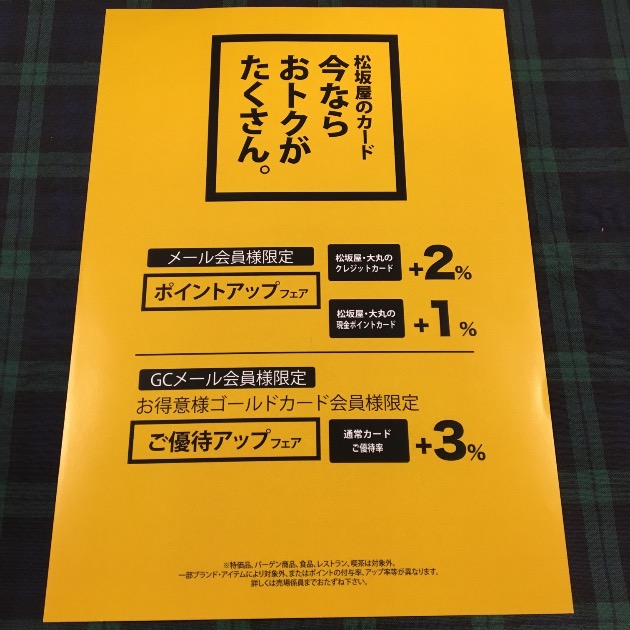 松坂屋のカード
今なら
おトクが
たくさん。
メール会員様限定
ポイントアップフェア
松坂屋・大丸の
クレジットカード
+2%
松坂屋・大丸の
現金ポイントカード
+1%
GCメール会員様限定
お得意様ゴールドカード会員様限定
ご優待アップフェア
通常カード
ご優待率
+3%
※特価品、バーゲン商品、食品、レストラン、喫茶は対象外。
一部ブランド・アイテムにより対象外、またはポイントの付与率、アップ率等が異なります。
詳しくは売場係員までおたずね下さい。